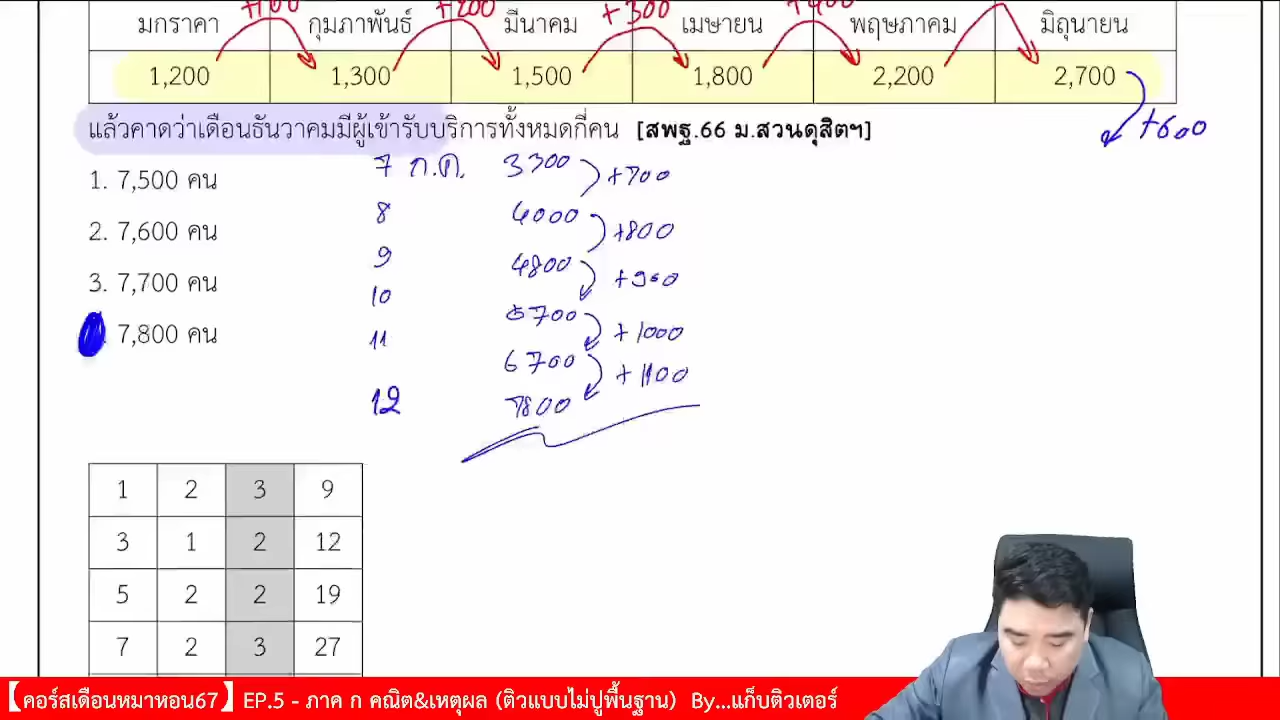 +100 +200 +300 +400
มกราคา กุมภาพันธ์ มีนาคม เมษายน พฤษภาคม มิถุนายน
1,200 1,300 1,500 1,800 2,200 2,700
+600
แล้วคาดว่าเดือนธันวาคมมีผู้เข้ารับบริการทั้งหมดกี่คน [สพฐ.66 ม.สวนดุสิตฯ]
7 ก.ค. 3300 +700
1. 7,500 คน
8 4000 +800
2. 7,600 คน
9 4800 +900
3. 7,700 คน
10 5700 +1000
7,800 คน
11 6700 +1100
12 7800
1 2 3 9
3 1 2 12
5 2 2 19
7 2 3 27
【คอร์สเดือนหมาหอน67】 EP.5 - ภาค ก คณิต&เหตุผล (ติวแบบไม่ปูพื้นฐาน) By...แก็บติวเตอร์